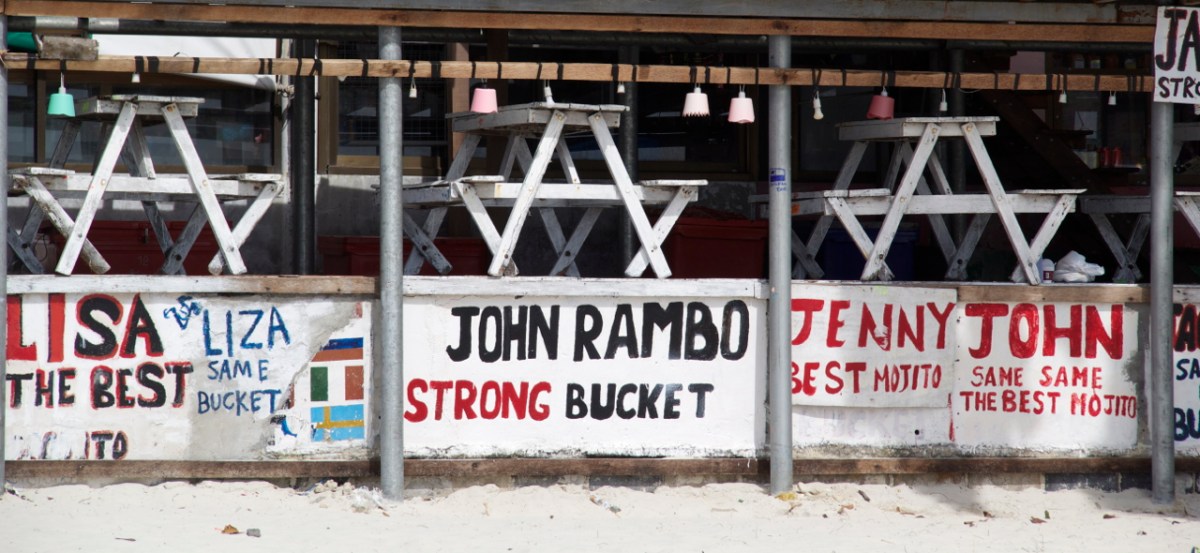 LISA
THE BEST
LIZA
SAME
BUCKET
JOHN RAMBO
STRONG BUCKET
JENNY
BEST MOJITO
JOHN
SAME SAME
THE BEST MOJITO